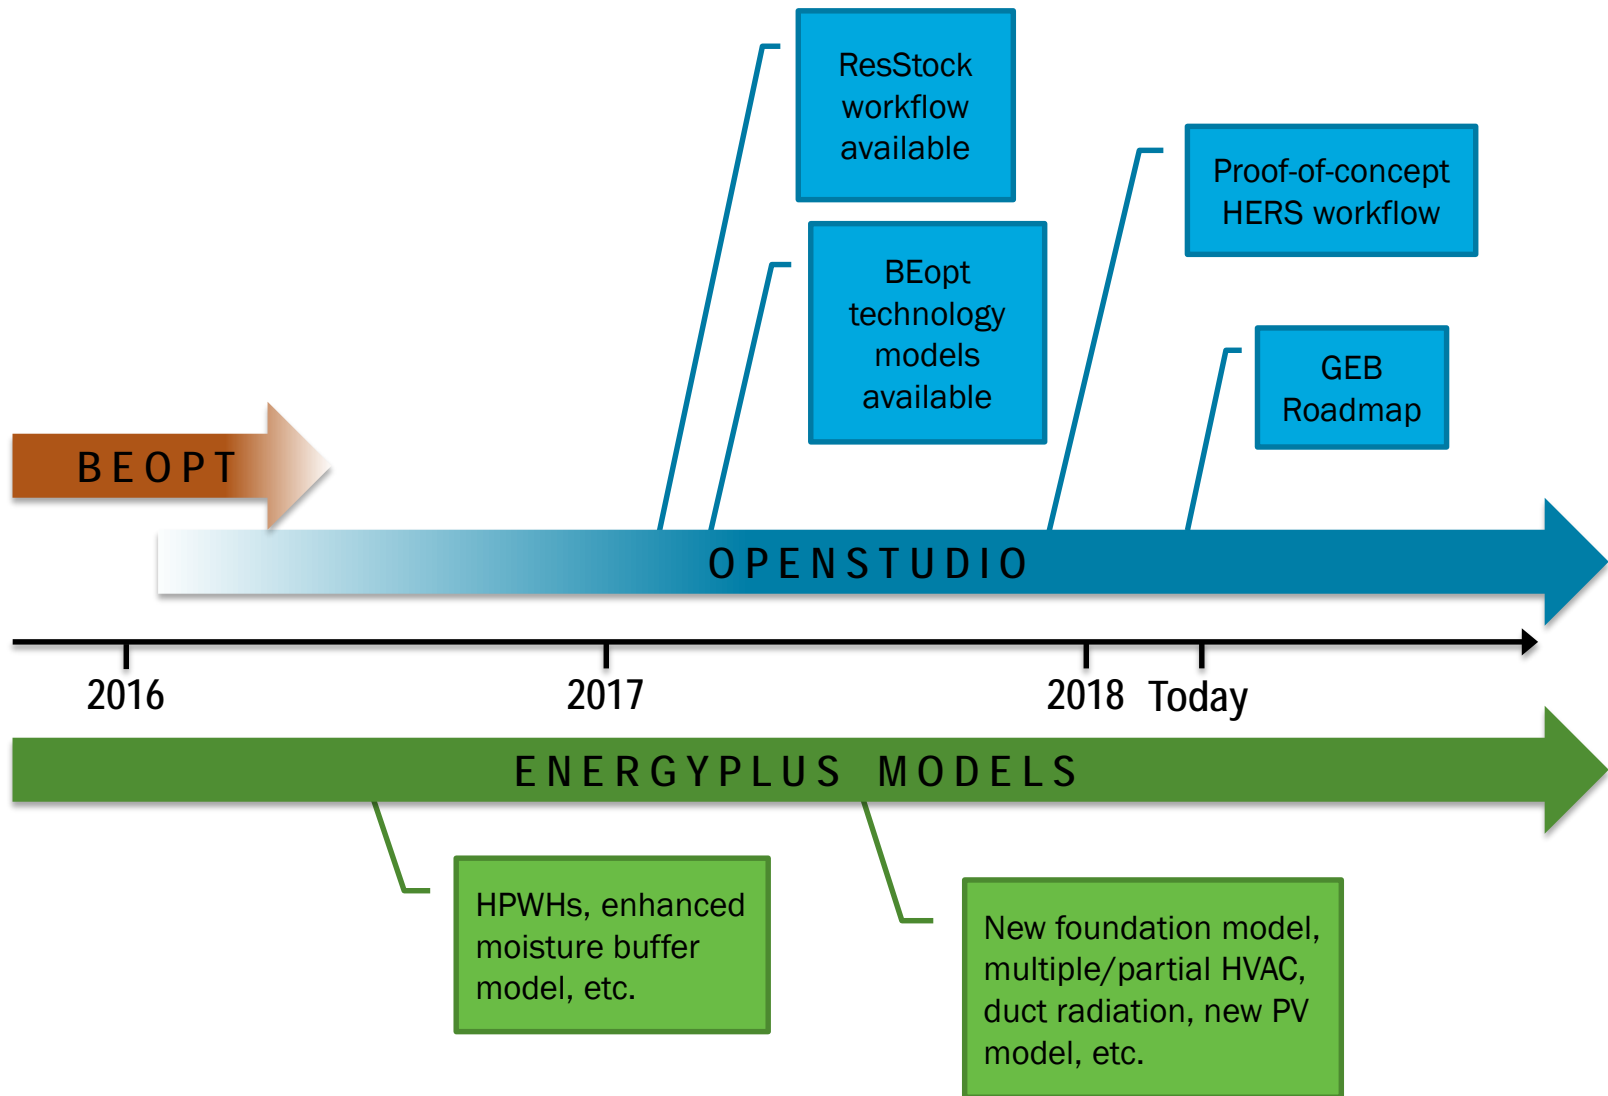 ResStock
workflow
available
Proof-of-concept
HERS workflow
BEopt
technology
models
available
GEB
Roadmap
BEOPT
OPENSTUDIO
2016
2017
2018
Today
ENERGYPLUS MODELS
HPWHs, enhanced
moisture buffer
model, etc.
New foundation model,
multiple/partial HVAC,
duct radiation, new PV
model, etc.